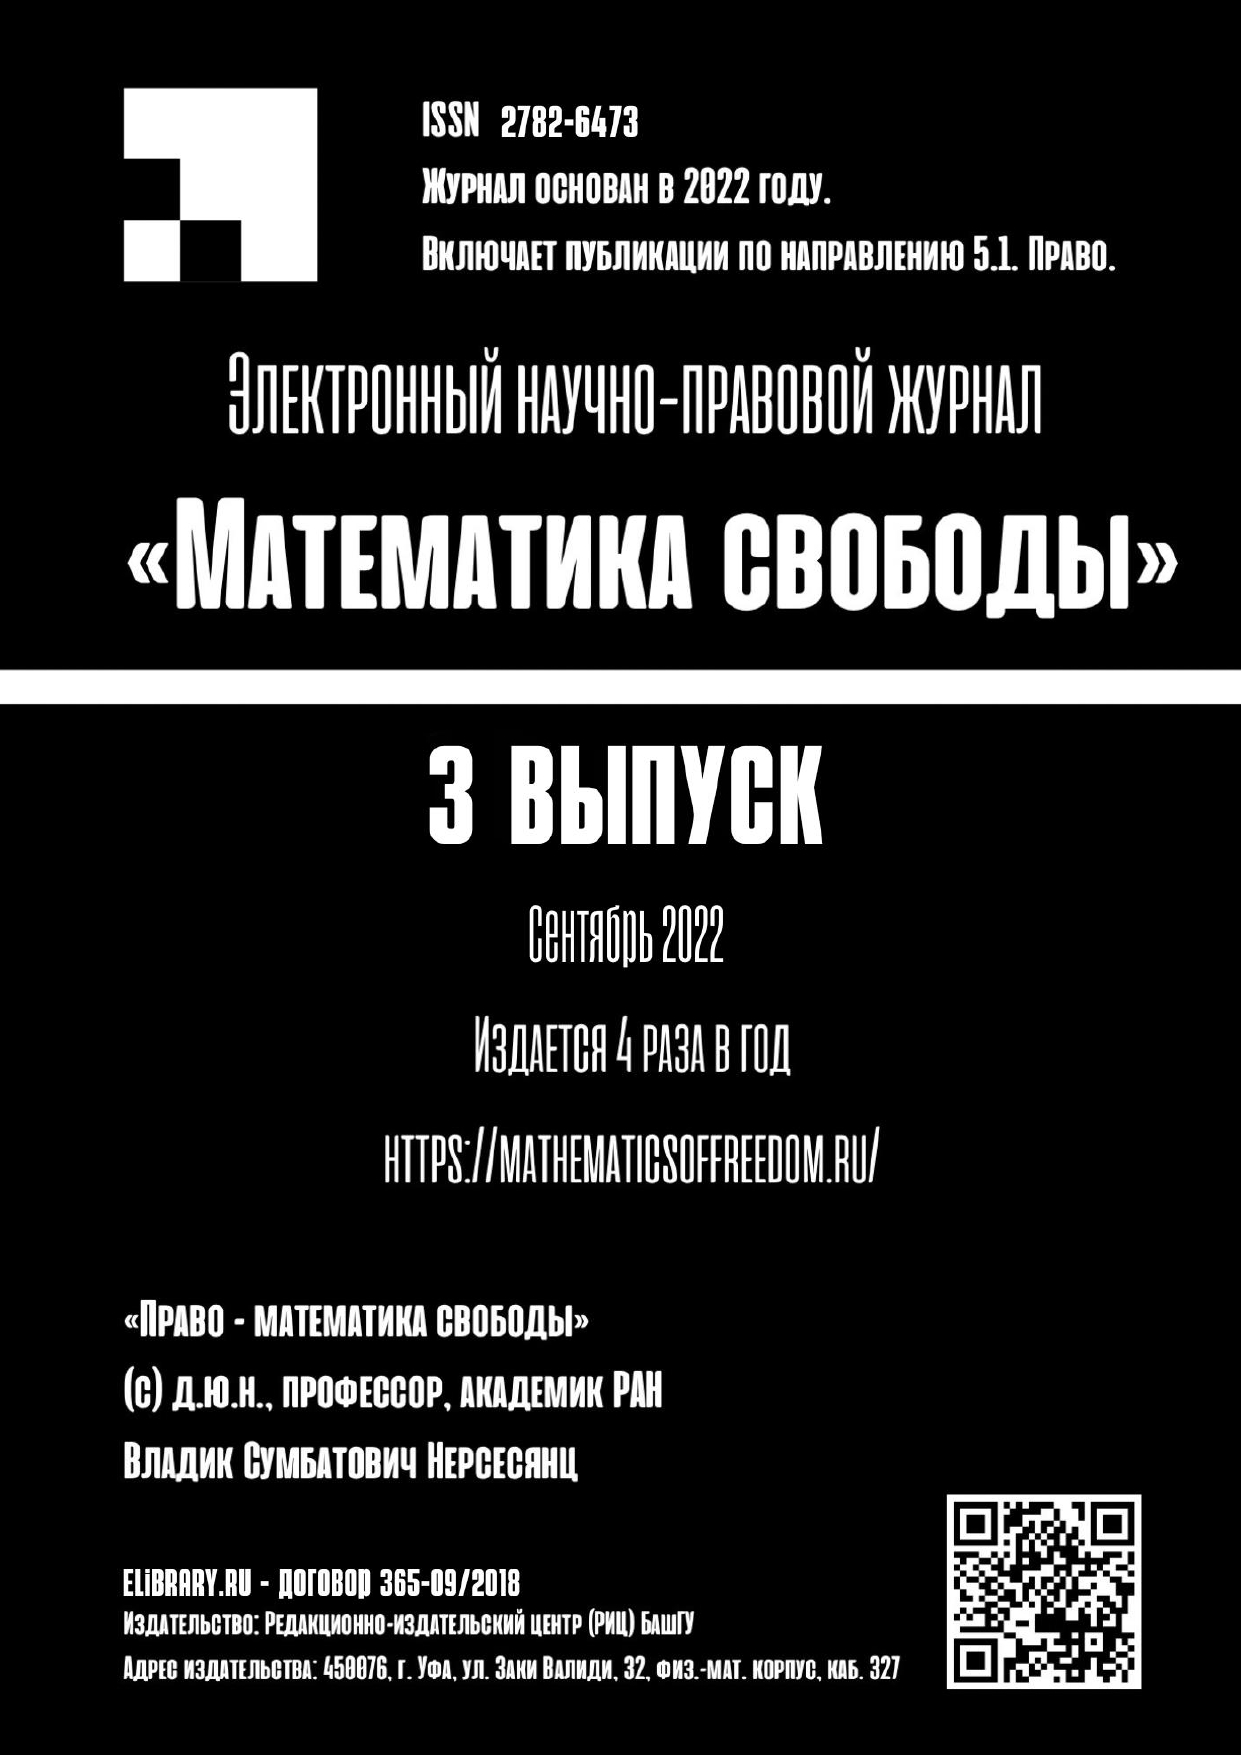 ISSN 2782-6473
Журнал основан в 2022 году.
Включает публикации по направлению 5.1. Право.
Электронный научно-правовой журнал
«Математика свободы»
3 ВЫПУСК
Сентябрь 2022
Издается 4 раза в год
https://mathematicsoffreedom.ru/
«Право - математика свободы»
(с) д.ю.н., профессор, академик РАН
Владик Сумбатович Нерсесянц
ELiBRARY.RU - договор 365-09/2018
Издательство: Редакционно-издательский центр (РИЦ) БашГУ
Адрес издательства: 450076, г. Уфа, ул. Заки Валиди, 32, физ.-мат. корпус, каб. 327